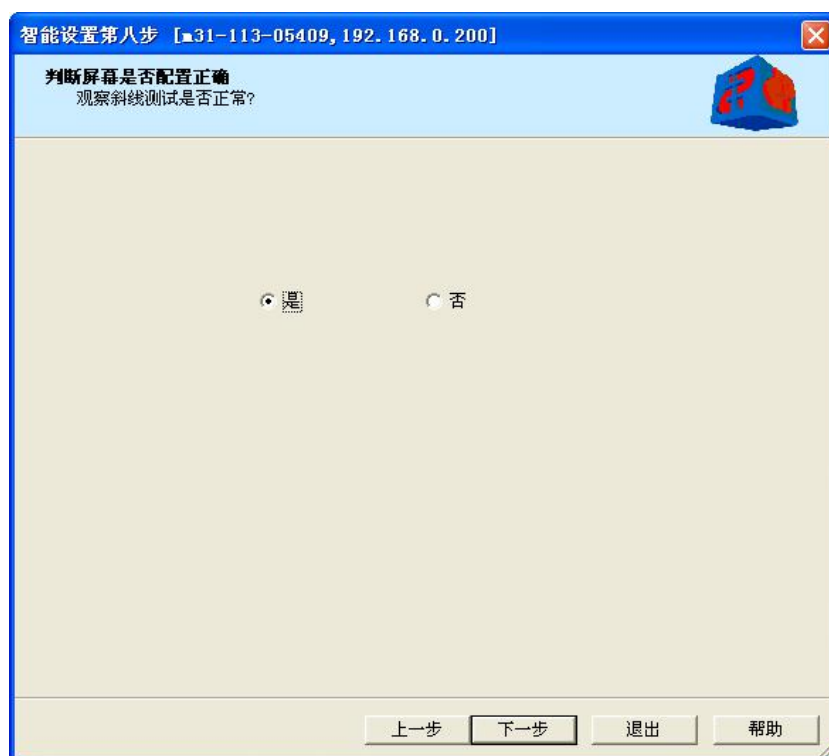 智能设置第八步 [m31-113-05409,192.168.0.200]
判断屏幕是否配置正确
观察斜线测试是否正常?
是 否
上一步 下一步 退出 帮助